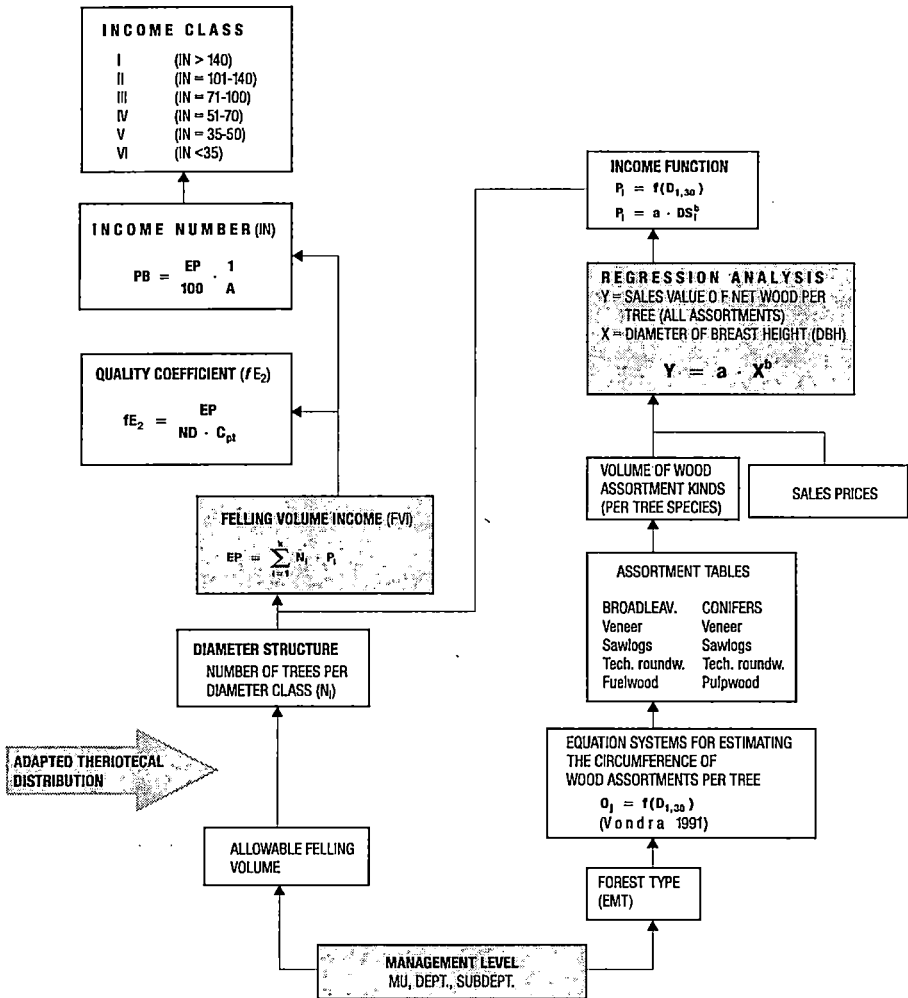 INCOME CLASS
I (IN > 140)
II (IN = 101-140)
III (IN = 71-100)
IV (IN = 51-70)
V (IN = 35-50)
VI (IN <35)
INCOME NUMBER (IN)
PB = EP / 100 · 1 / A
QUALITY COEFFICIENT (fE₂)
fE₂ = EP / ND · Cpt
FELLING VOLUME INCOME (FVI)
EP = ∑ᵏᵢ₌₁ Nᵢ · Pᵢ
DIAMETER STRUCTURE
NUMBER OF TREES PER
DIAMETER CLASS (Nᵢ)
ADAPTED THERIOTECAL
DISTRIBUTION
ALLOWABLE FELLING
VOLUME
MANAGEMENT LEVEL
MU, DEPT., SUBDEPT.
INCOME FUNCTION
Pᵢ = f(D₁,₃₀)
Pᵢ = a · DSᵢᵇ
REGRESSION ANALYSIS
Y = SALES VALUE O F NET WOOD PER
TREE (ALL ASSORTMENTS)
X = DIAMETER OF BREAST HEIGHT (DBH)
Y = a · Xᵇ
VOLUME OF WOOD
ASSORTMENT KINDS
(PER TREE SPECIES)
SALES PRICES
ASSORTMENT TABLES
BROADLEAV. CONIFERS
Veneer Veneer
Sawlogs Sawlogs
Tech. roundw. Tech. roundw.
Fuelwood Pulpwood
EQUATION SYSTEMS FOR ESTIMATING
THE CIRCUMFERENCE OF
WOOD ASSORTMENTS PER TREE
Oⱼ = f(D₁,₃₀)
(Vondra 1991)
FOREST TYPE
(EMT)